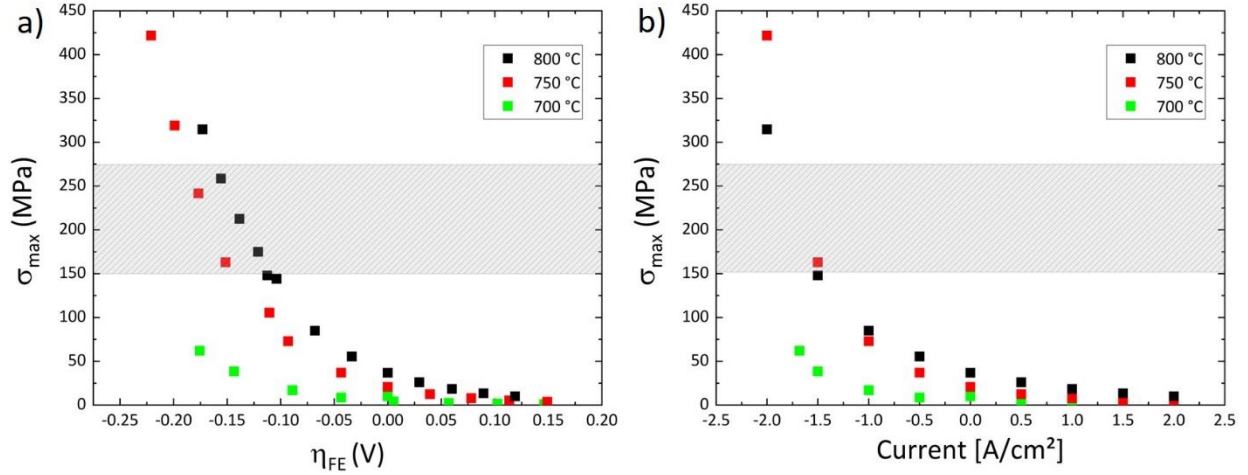 a)
450
400
350
300
250
200
150
100
50
0
σmax (MPa)
800 °C
750 °C
700 °C
-0.25 -0.20 -0.15 -0.10 -0.05 0.00 0.05 0.10 0.15 0.20
ηFE (V)
b)
450
400
350
300
250
200
150
100
50
0
σmax (MPa)
800 °C
750 °C
700 °C
-2.5 -2.0 -1.5 -1.0 -0.5 0.0 0.5 1.0 1.5 2.0 2.5
Current [A/cm²]